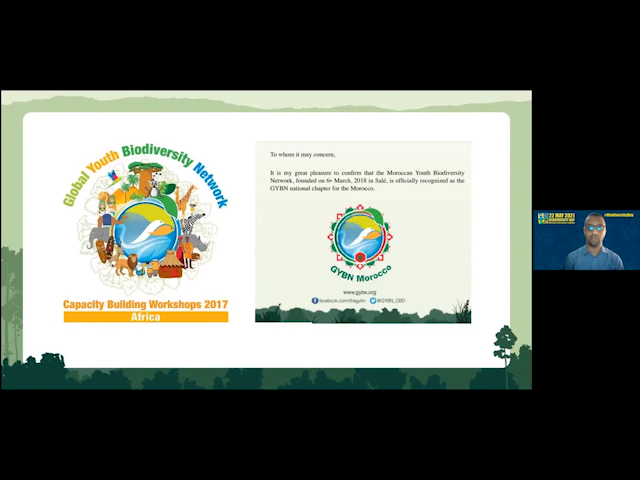 Global Youth Biodiversity Network
Capacity Building Workshops 2017
Africa
To whom it may concern,
It is my great pleasure to confirm that the Moroccan Youth Biodiversity
Network, founded on 6th March, 2018 in Salé, is officially recognized as the
GYBN national chapter for the Morocco.
GYBN Morocco
www.gybn.org
facebook.com/thegybn
@GYBN_CBD
22 MAY 2021
BIODIVERSITY DAY
#BiodiversityDay